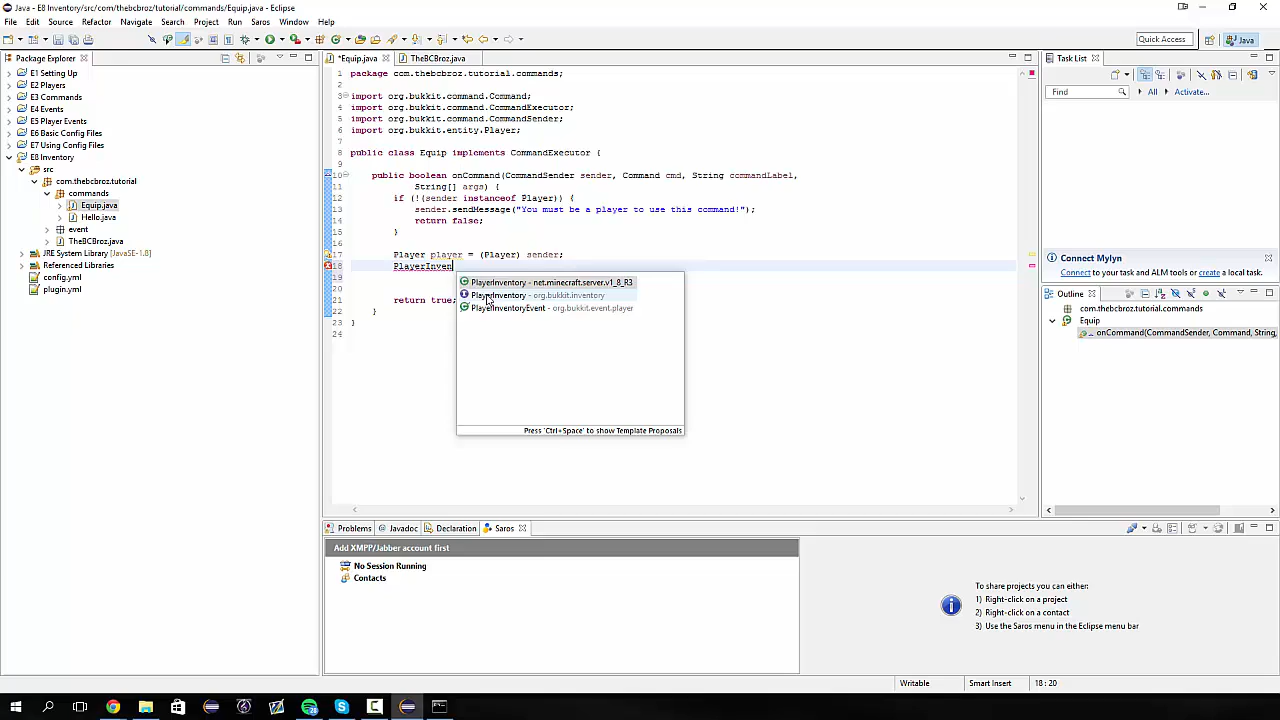 Java - E8 Inventory/src/com/thebcbroz/tutorial/commands/Equip.java - Eclipse
File Edit Source Refactor Navigate Search Project Run Saros Window Help
Quick Access
Java
Package Explorer
*Equip.java
TheBCBroz.java
Task List
E1 Setting Up
E2 Players
E3 Commands
E4 Events
E5 Player Events
E6 Basic Config Files
E7 Using Config Files
E8 Inventory
src
com.thebcbroz.tutorial
commands
Equip.java
Hello.java
event
TheBCBroz.java
JRE System Library [JavaSE-1.8]
Referenced Libraries
config.yml
plugin.yml
1 package com.thebcbroz.tutorial.commands;
2
3 import org.bukkit.command.Command;
4 import org.bukkit.command.CommandExecutor;
5 import org.bukkit.command.CommandSender;
6 import org.bukkit.entity.Player;
7
8 public class Equip implements CommandExecutor {
9
10 public boolean onCommand(CommandSender sender, Command cmd, String commandLabel,
11 String[] args) {
12 if (!(sender instanceof Player)) {
13 sender.sendMessage("You must be a player to use this command!");
14 return false;
15 }
16
17 Player player = (Player) sender;
18 PlayerInven
19
20
21 return true;
22 }
23 }
24
PlayerInventory - net.minecraft.server.v1_8_R3
PlayerInventory - org.bukkit.inventory
PlayerInventoryEvent - org.bukkit.event.player
Press 'Ctrl+Space' to show Template Proposals
Find
All
Activate...
Connect Mylyn
Connect to your task and ALM tools or create a local task.
Outline
com.thebcbroz.tutorial.commands
Equip
onCommand(CommandSender, Command, String,
Problems
Javadoc
Declaration
Saros
Add XMPP/Jabber account first
No Session Running
Contacts
To share projects you can either:
1) Right-click on a project
2) Right-click on a contact
3) Use the Saros menu in the Eclipse menu bar
Writable
Smart Insert
18 : 20